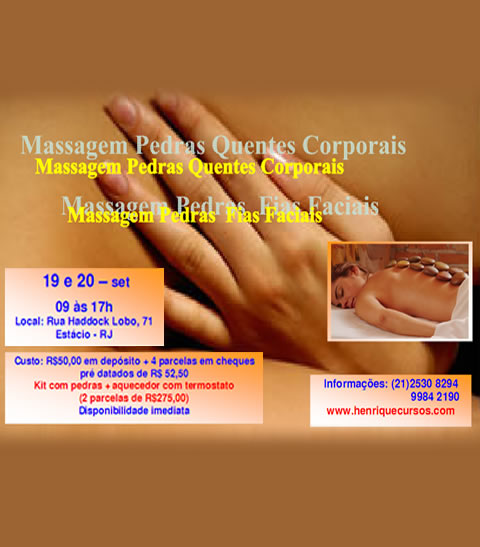 Massagem Pedras Quentes Corporais
Massagem Pedras Quentes Corporais
Massagem Pedras Fias Faciais
Massagem Pedras Fias Faciais
19 e 20 – set
09 às 17h
Local: Rua Haddock Lobo, 71
Estácio - RJ
Custo: R$50,00 em depósito + 4 parcelas em cheques
pré datados de R$ 52,50
Kit com pedras + aquecedor com termostato
(2 parcelas de R$275,00)
Disponibilidade imediata
Informações: (21)2530 8294
9984 2190
www.henriquecursos.com